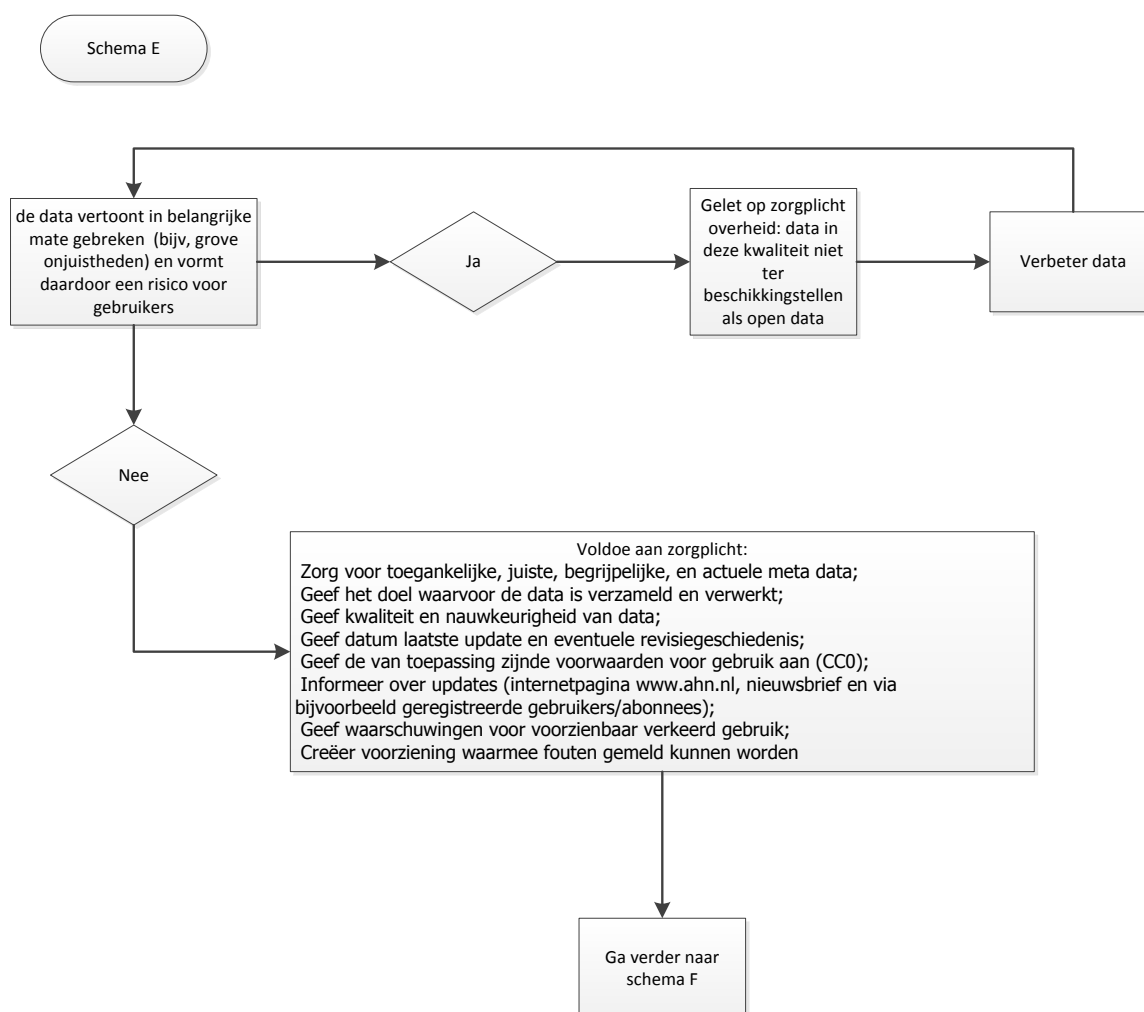 Schema E
de data vertoont in belangrijke
mate gebreken (bijv, grove
onjuistheden) en vormt
daardoor een risico voor
gebruikers
Ja
Gelet op zorgplicht
overheid: data in
deze kwaliteit niet
ter
beschikkingstellen
als open data
Verbeter data
Nee
Voldoe aan zorgplicht:
Zorg voor toegankelijke, juiste, begrijpelijke, en actuele meta data;
Geef het doel waarvoor de data is verzameld en verwerkt;
Geef kwaliteit en nauwkeurigheid van data;
Geef datum laatste update en eventuele revisiegeschiedenis;
Geef de van toepassing zijnde voorwaarden voor gebruik aan (CC0);
Informeer over updates (internetpagina www.ahn.nl, nieuwsbrief en via
bijvoorbeeld geregistreerde gebruikers/abonnees);
Geef waarschuwingen voor voorzienbaar verkeerd gebruik;
Creëer voorziening waarmee fouten gemeld kunnen worden
Ga verder naar
schema F